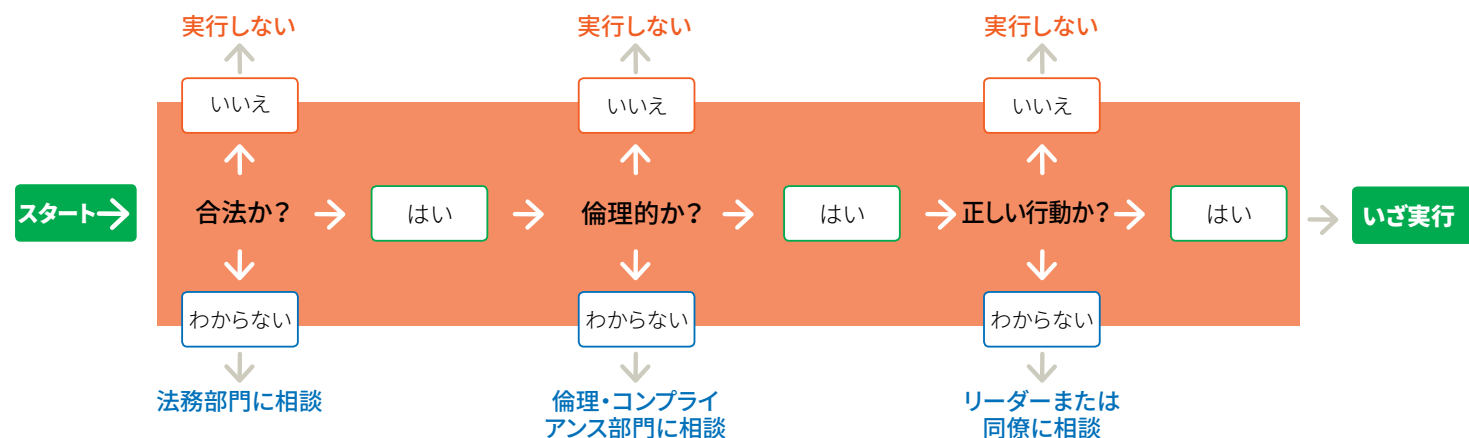 実行しない
実行しない
実行しない
いいえ
いいえ
いいえ
スタート
合法か？
はい
倫理的か？
はい
正しい行動か？
はい
いざ実行
わからない
わからない
わからない
法務部門に相談
倫理・コンプライ
アンス部門に相談
リーダーまたは
同僚に相談